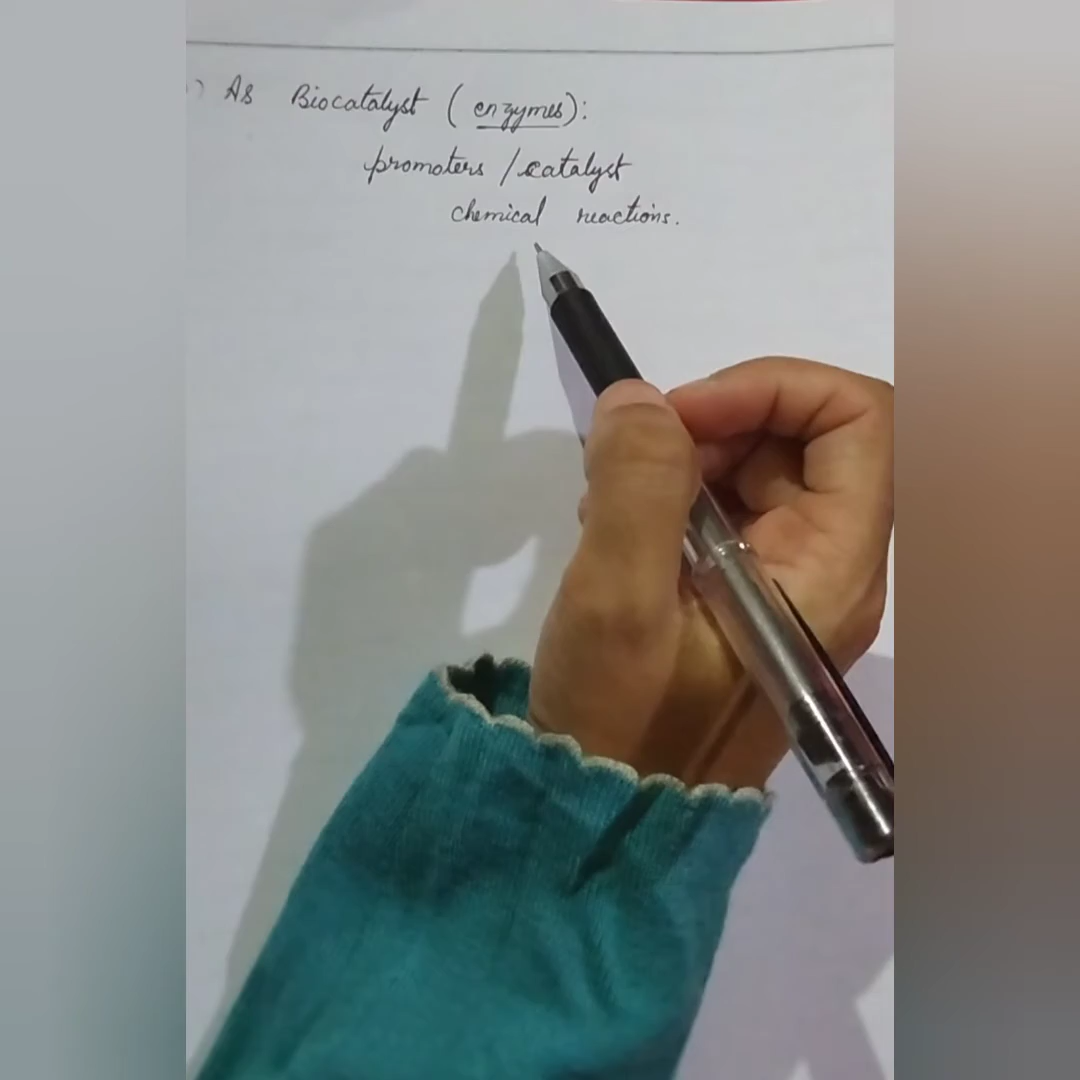 ) As Biocatalyst ( enzymes):
promoters / catalyst
chemical reactions.